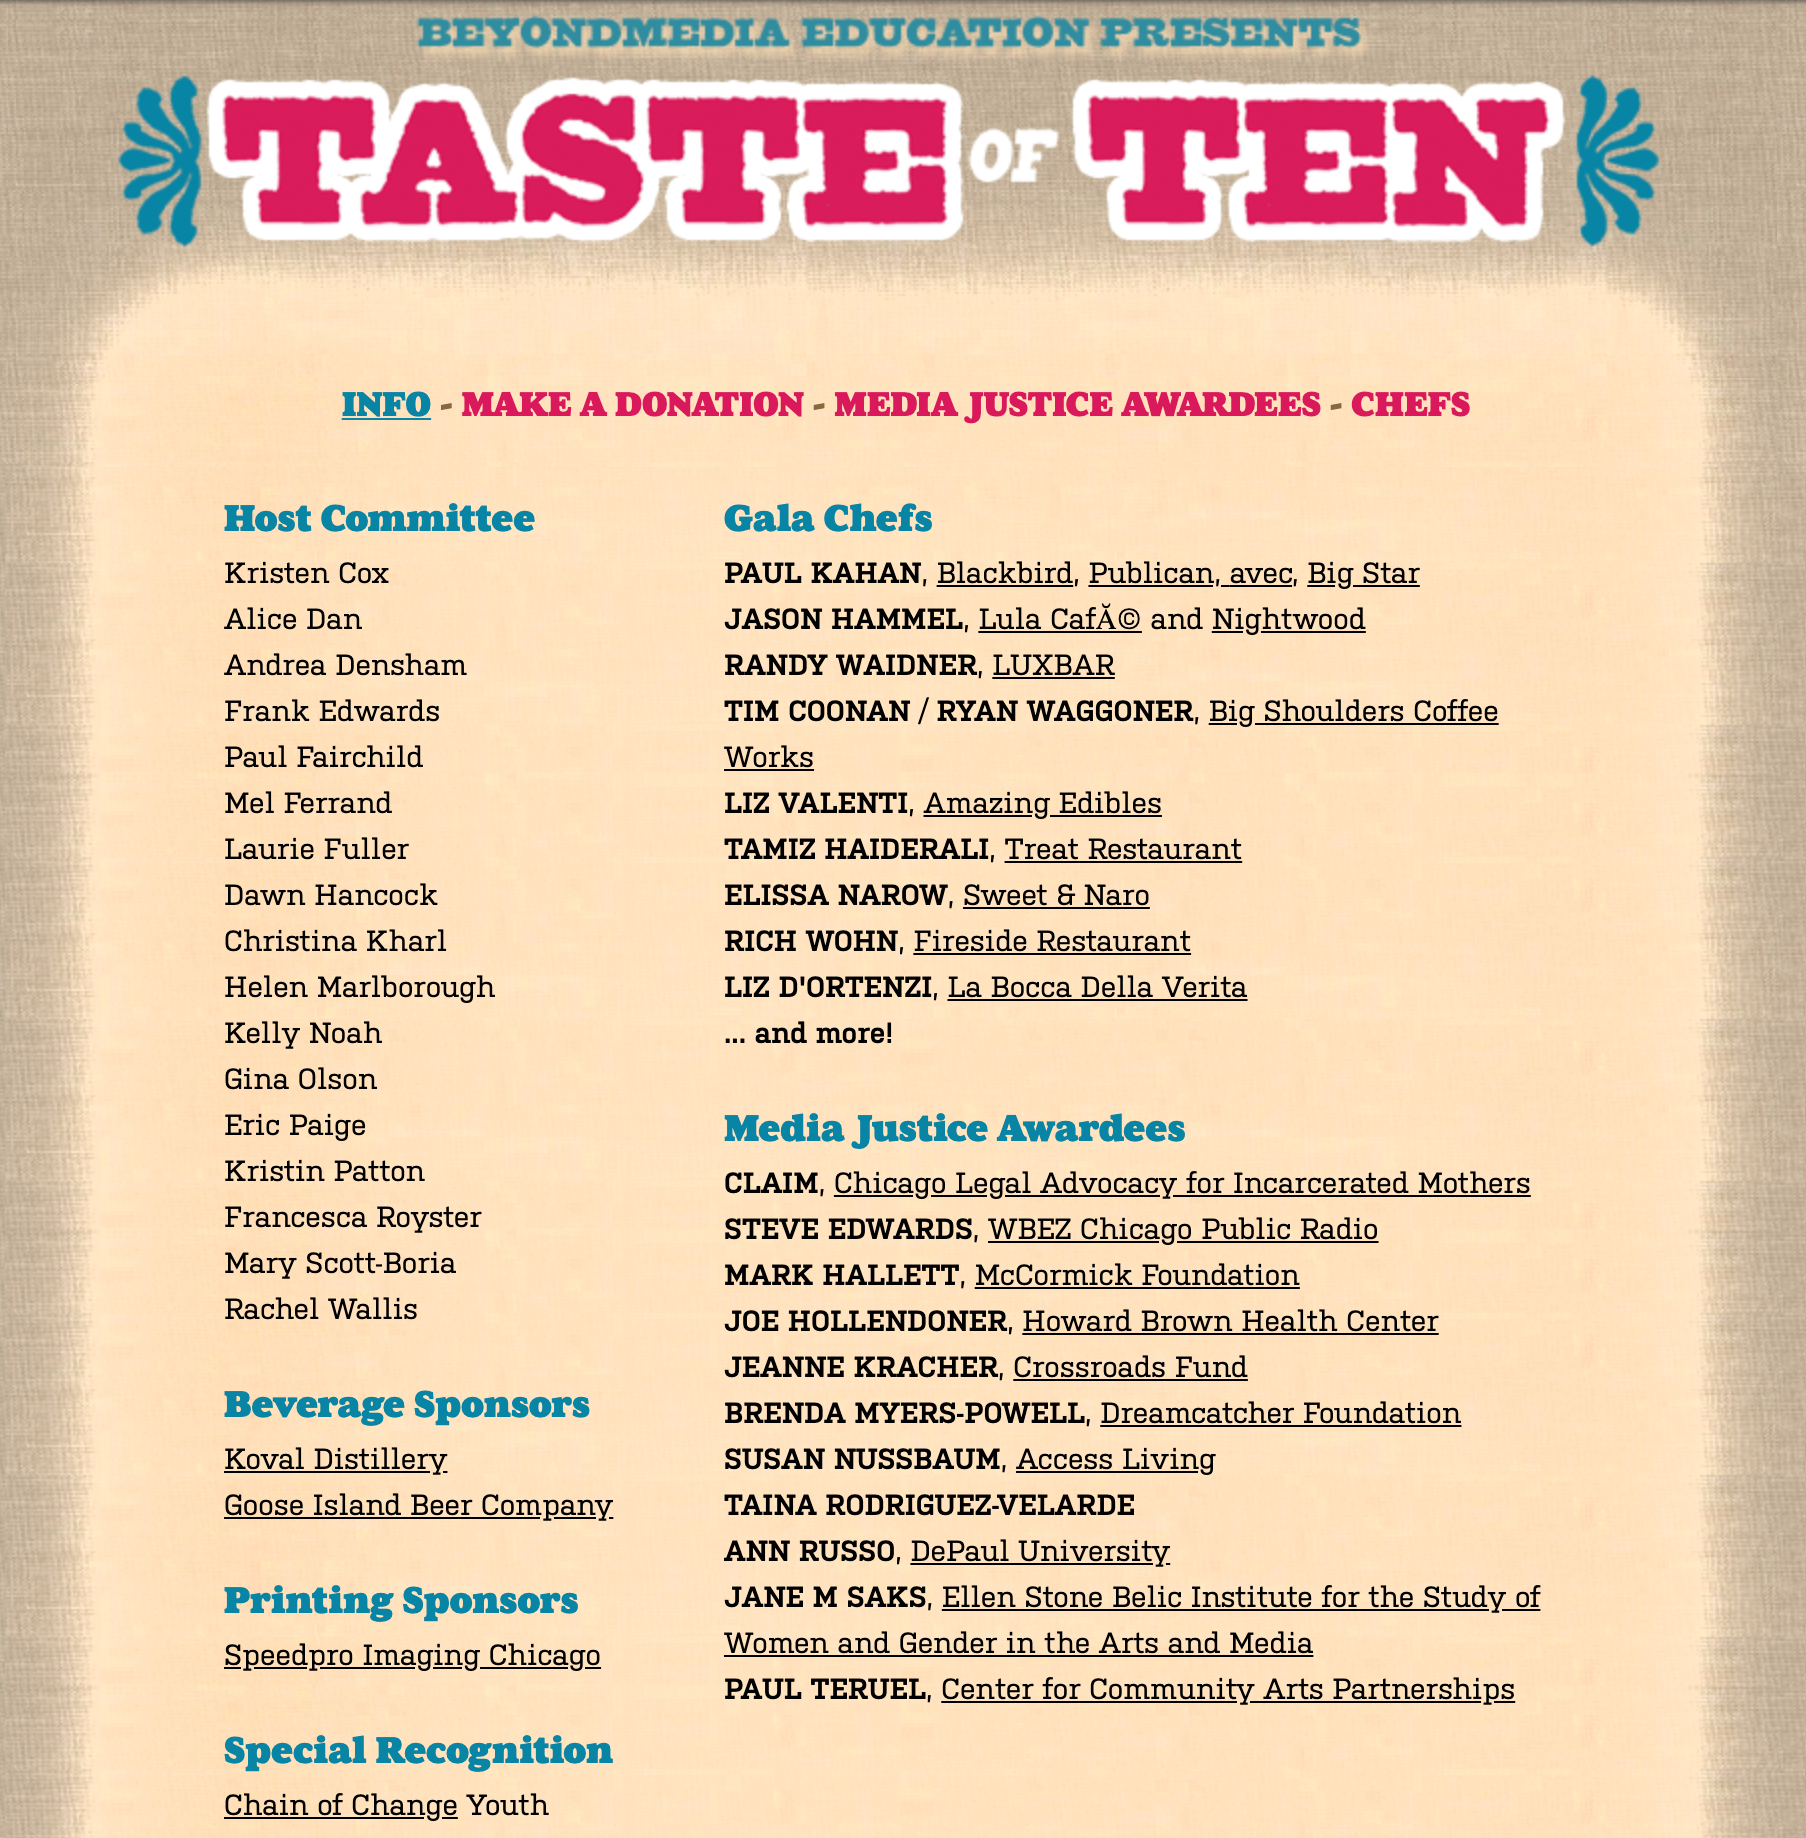 BEYONDMEDIA EDUCATION PRESENTS
TASTE OF TEN
INFO - MAKE A DONATION - MEDIA JUSTICE AWARDEES - CHEFS
Host Committee
Kristen Cox
Alice Dan
Andrea Densham
Frank Edwards
Paul Fairchild
Mel Ferrand
Laurie Fuller
Dawn Hancock
Christina Kharl
Helen Marlborough
Kelly Noah
Gina Olson
Eric Paige
Kristin Patton
Francesca Royster
Mary Scott-Boria
Rachel Wallis
Beverage Sponsors
Koval Distillery
Goose Island Beer Company
Printing Sponsors
Speedpro Imaging Chicago
Special Recognition
Chain of Change Youth
Gala Chefs
PAUL KAHAN, Blackbird, Publican, avec, Big Star
JASON HAMMEL, Lula CafĂ© and Nightwood
RANDY WAIDNER, LUXBAR
TIM COONAN / RYAN WAGGONER, Big Shoulders Coffee
Works
LIZ VALENTI, Amazing Edibles
TAMIZ HAIDERALI, Treat Restaurant
ELISSA NAROW, Sweet & Naro
RICH WOHN, Fireside Restaurant
LIZ D'ORTENZI, La Bocca Della Verita
... and more!
Media Justice Awardees
CLAIM, Chicago Legal Advocacy for Incarcerated Mothers
STEVE EDWARDS, WBEZ Chicago Public Radio
MARK HALLETT, McCormick Foundation
JOE HOLLENDONER, Howard Brown Health Center
JEANNE KRACHER, Crossroads Fund
BRENDA MYERS-POWELL, Dreamcatcher Foundation
SUSAN NUSSBAUM, Access Living
TAINA RODRIGUEZ-VELARDE
ANN RUSSO, DePaul University
JANE M SAKS, Ellen Stone Belic Institute for the Study of
Women and Gender in the Arts and Media
PAUL TERUEL, Center for Community Arts Partnerships